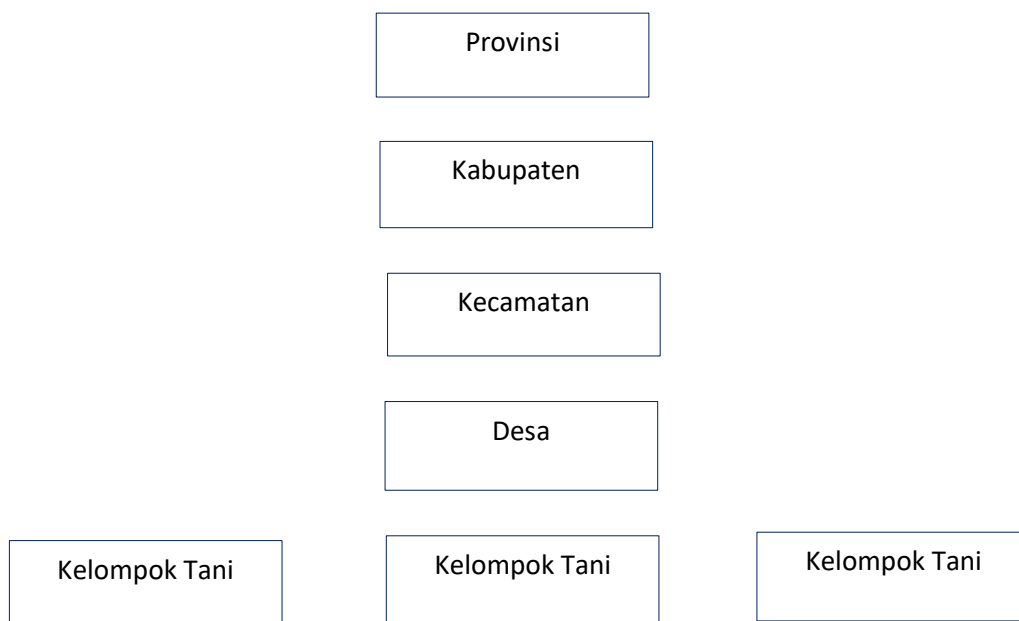 Provinsi
Kabupaten
Kecamatan
Desa
Kelompok Tani
Kelompok Tani
Kelompok Tani